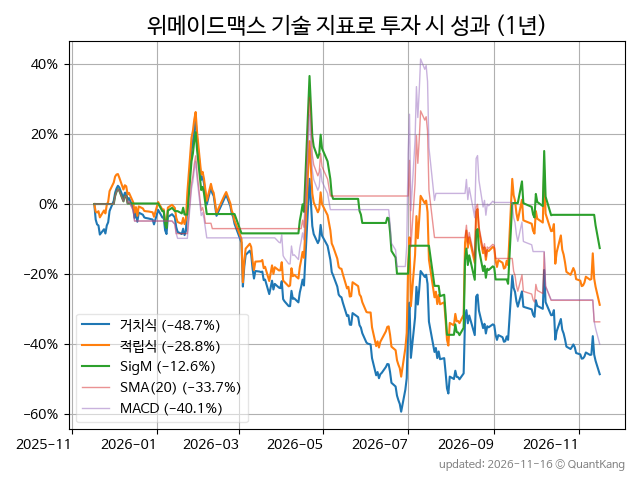 위메이드맥스 기술 지표로 투자 시 성과 (1년)
40%
20%
0%
−20%
−40%
−60%
거치식 (−48.7%)
적립식 (−28.8%)
SigM (−12.6%)
SMA(20) (−33.7%)
MACD (−40.1%)
2025-11 2026-01 2026-03 2026-05 2026-07 2026-09 2026-11
updated: 2026-11-16 ⓒ QuantKang